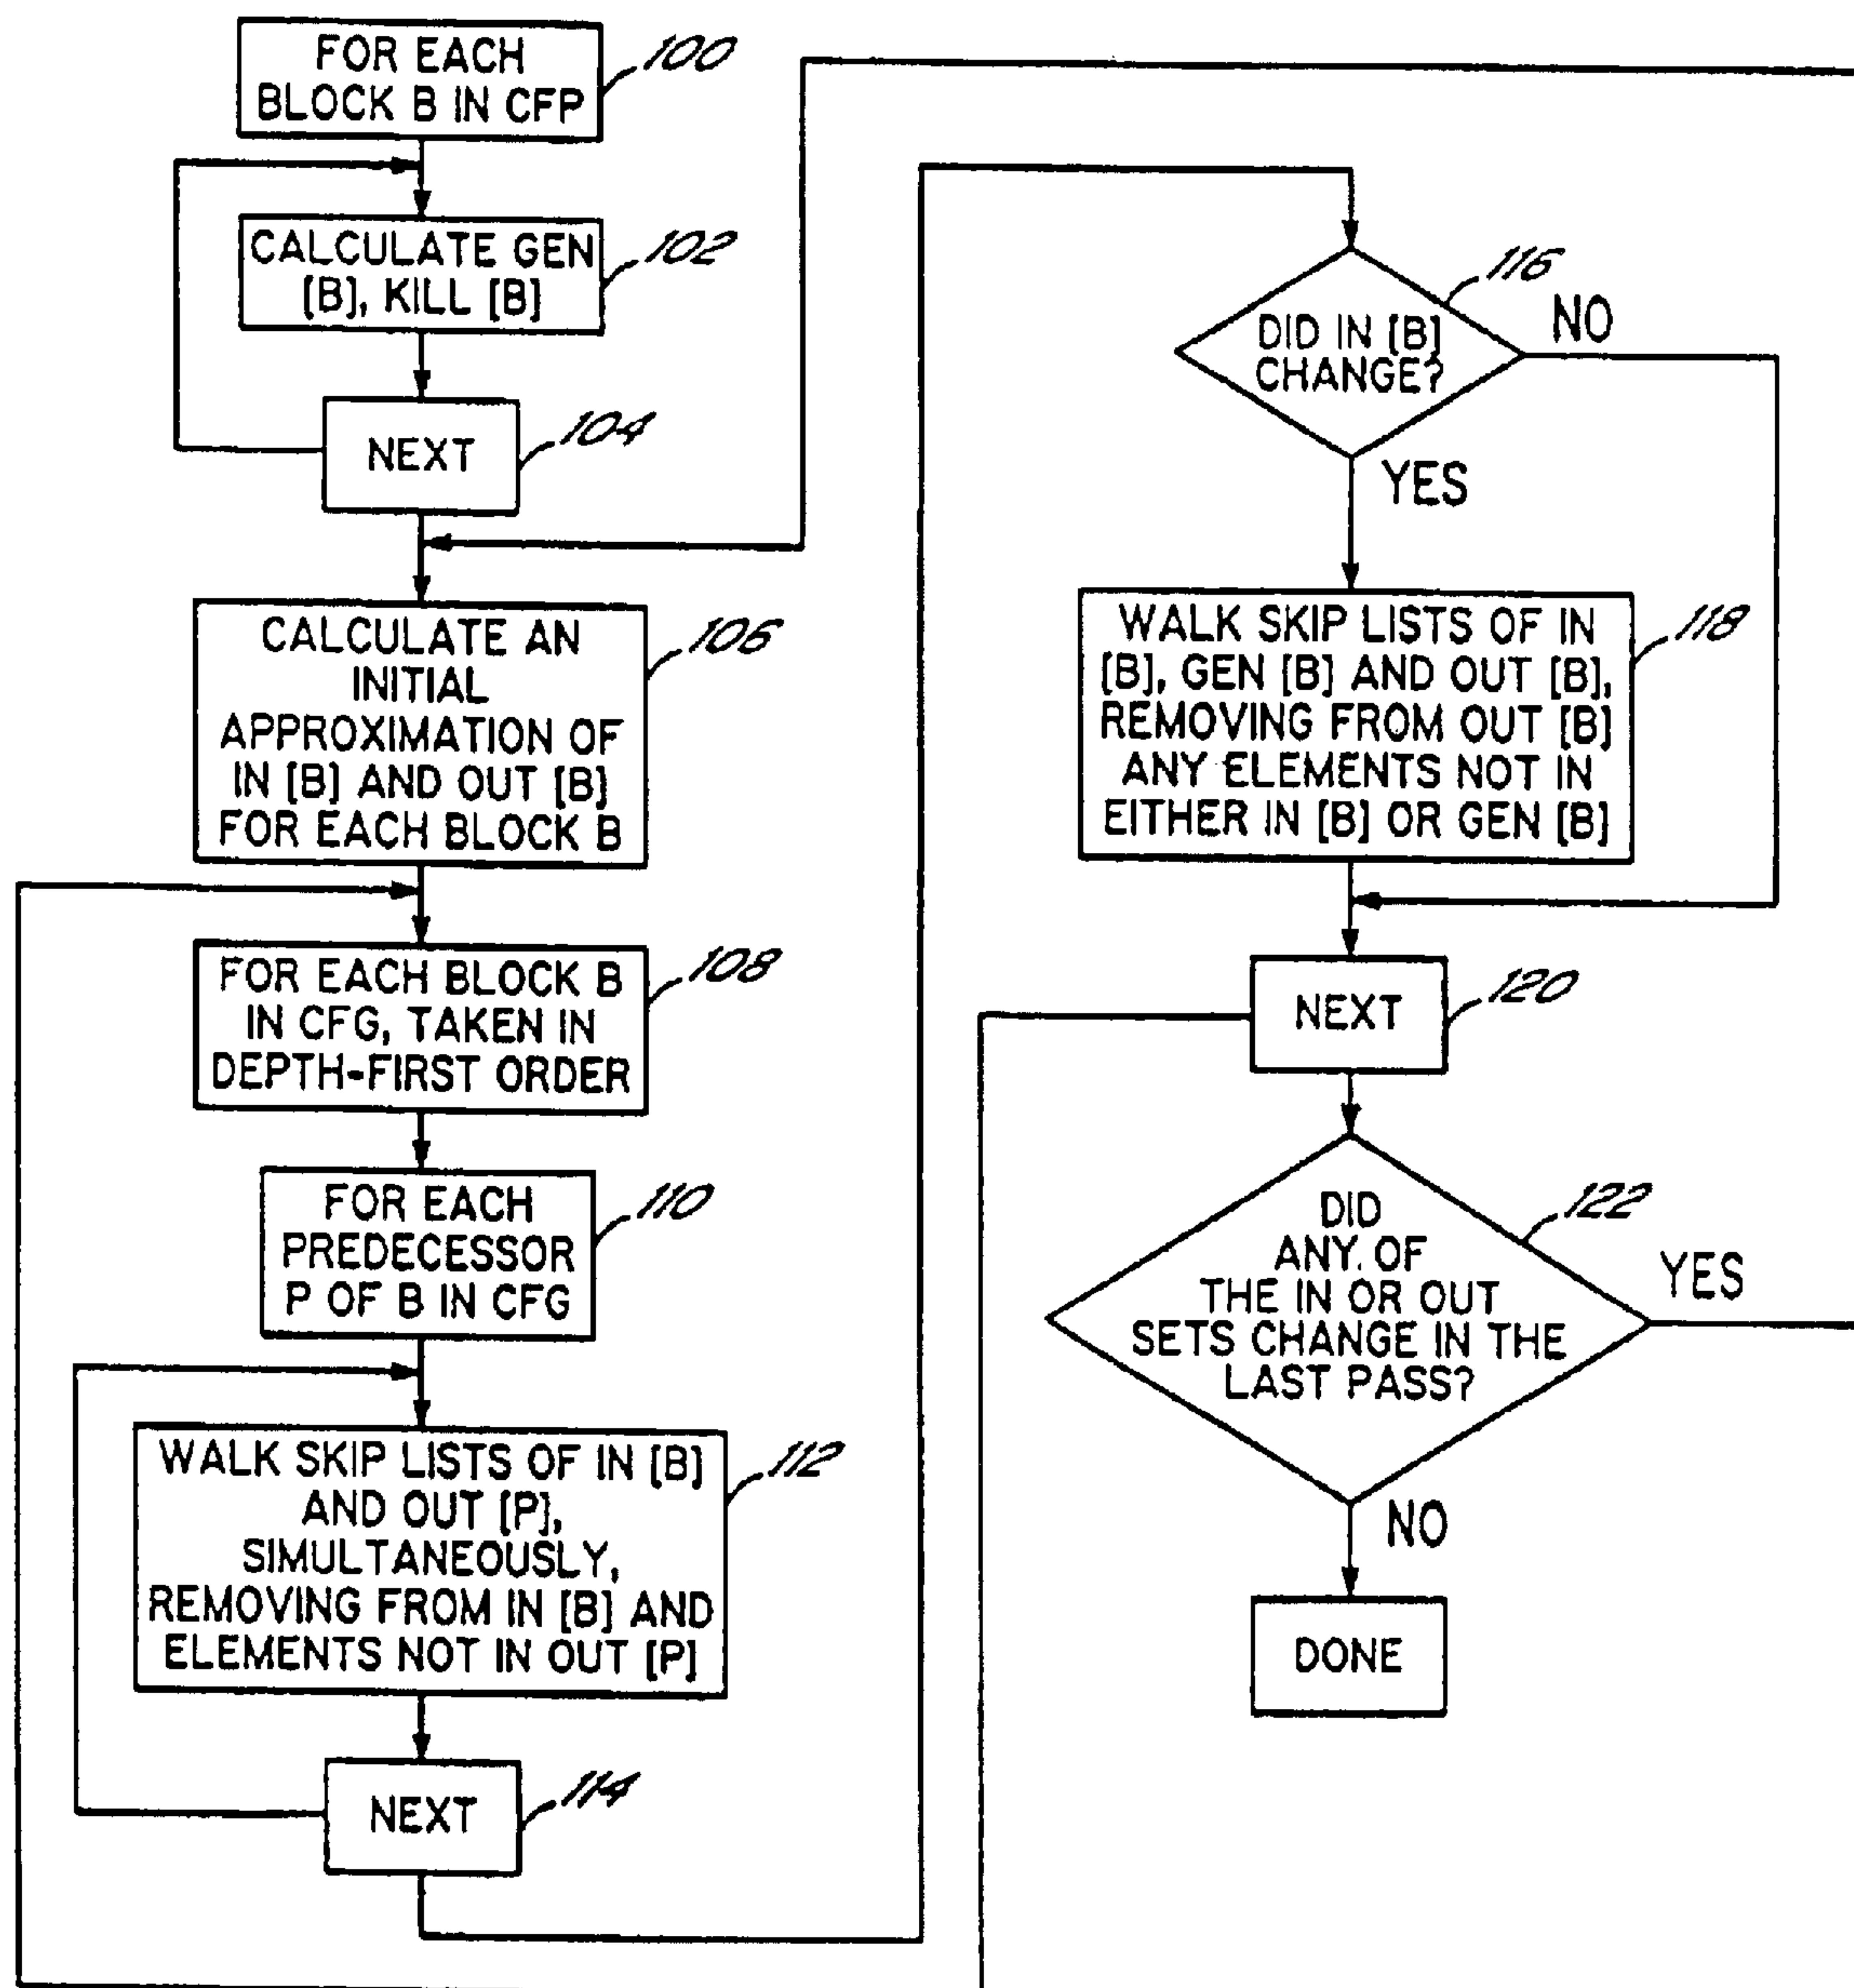 FOR EACH
BLOCK B IN CFP
100
CALCULATE GEN
[B], KILL [B]
102
NEXT
104
CALCULATE AN
INITIAL
APPROXIMATION OF
IN [B] AND OUT [B]
FOR EACH BLOCK B
106
FOR EACH BLOCK B
IN CFG, TAKEN IN
DEPTH-FIRST ORDER
108
FOR EACH
PREDECESSOR
P OF B IN CFG
110
WALK SKIP LISTS OF IN [B]
AND OUT [P],
SIMULTANEOUSLY,
REMOVING FROM IN [B] AND
ELEMENTS NOT IN OUT [P]
112
NEXT
114
DID IN [B]
CHANGE?
116
NO
YES
WALK SKIP LISTS OF IN
[B], GEN [B] AND OUT [B],
REMOVING FROM OUT [B]
ANY ELEMENTS NOT IN
EITHER IN [B] OR GEN [B]
118
NEXT
120
DID
ANY OF
THE IN OR OUT
SETS CHANGE IN THE
LAST PASS?
122
YES
NO
DONE